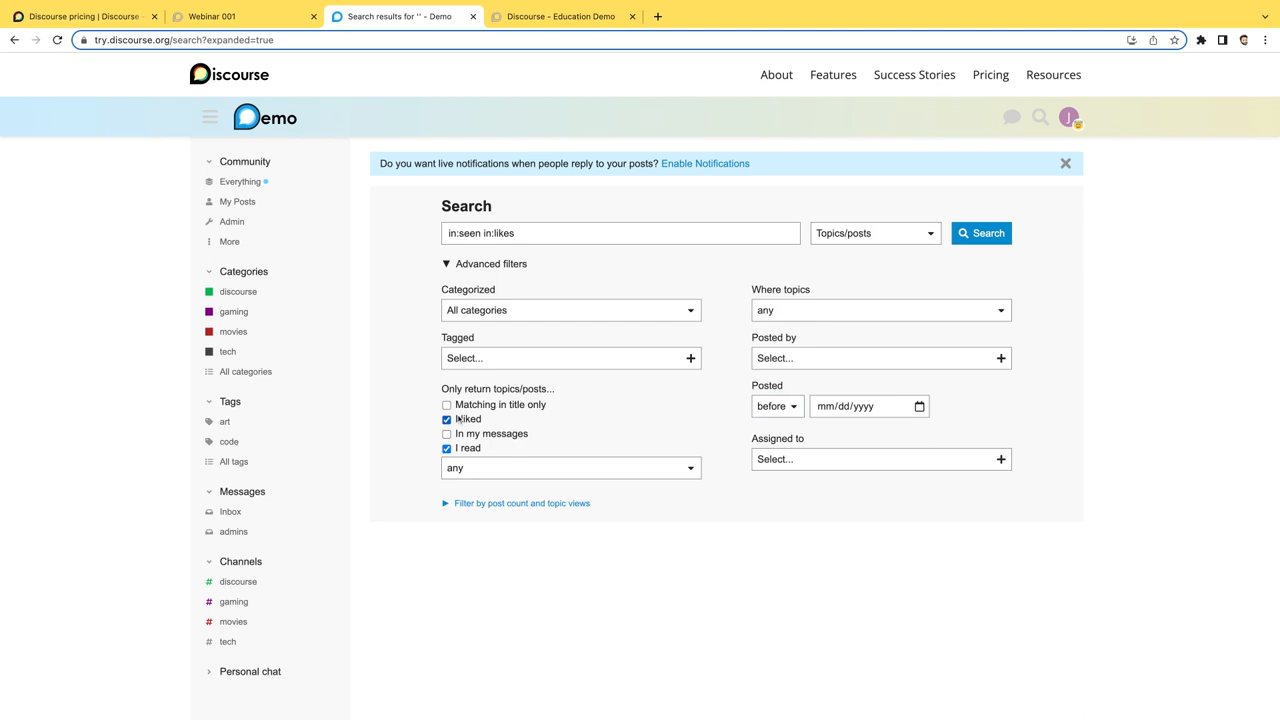 Discourse pricing | Discourse -
Webinar 001
Search results for '' - Demo
Discourse - Education Demo
try.discourse.org/search?expanded=true
Discourse
About
Features
Success Stories
Pricing
Resources
Demo
J
Community
Everything
My Posts
Admin
More
Categories
discourse
gaming
movies
tech
All categories
Tags
art
code
All tags
Messages
Inbox
admins
Channels
# discourse
# gaming
# movies
# tech
Personal chat
Do you want live notifications when people reply to your posts? Enable Notifications
Search
in:seen in:likes
Topics/posts
Search
Advanced filters
Categorized
All categories
Tagged
Select...
Only return topics/posts...
Matching in title only
I liked
In my messages
I read
any
Filter by post count and topic views
Where topics
any
Posted by
Select...
Posted
before
mm/dd/yyyy
Assigned to
Select...